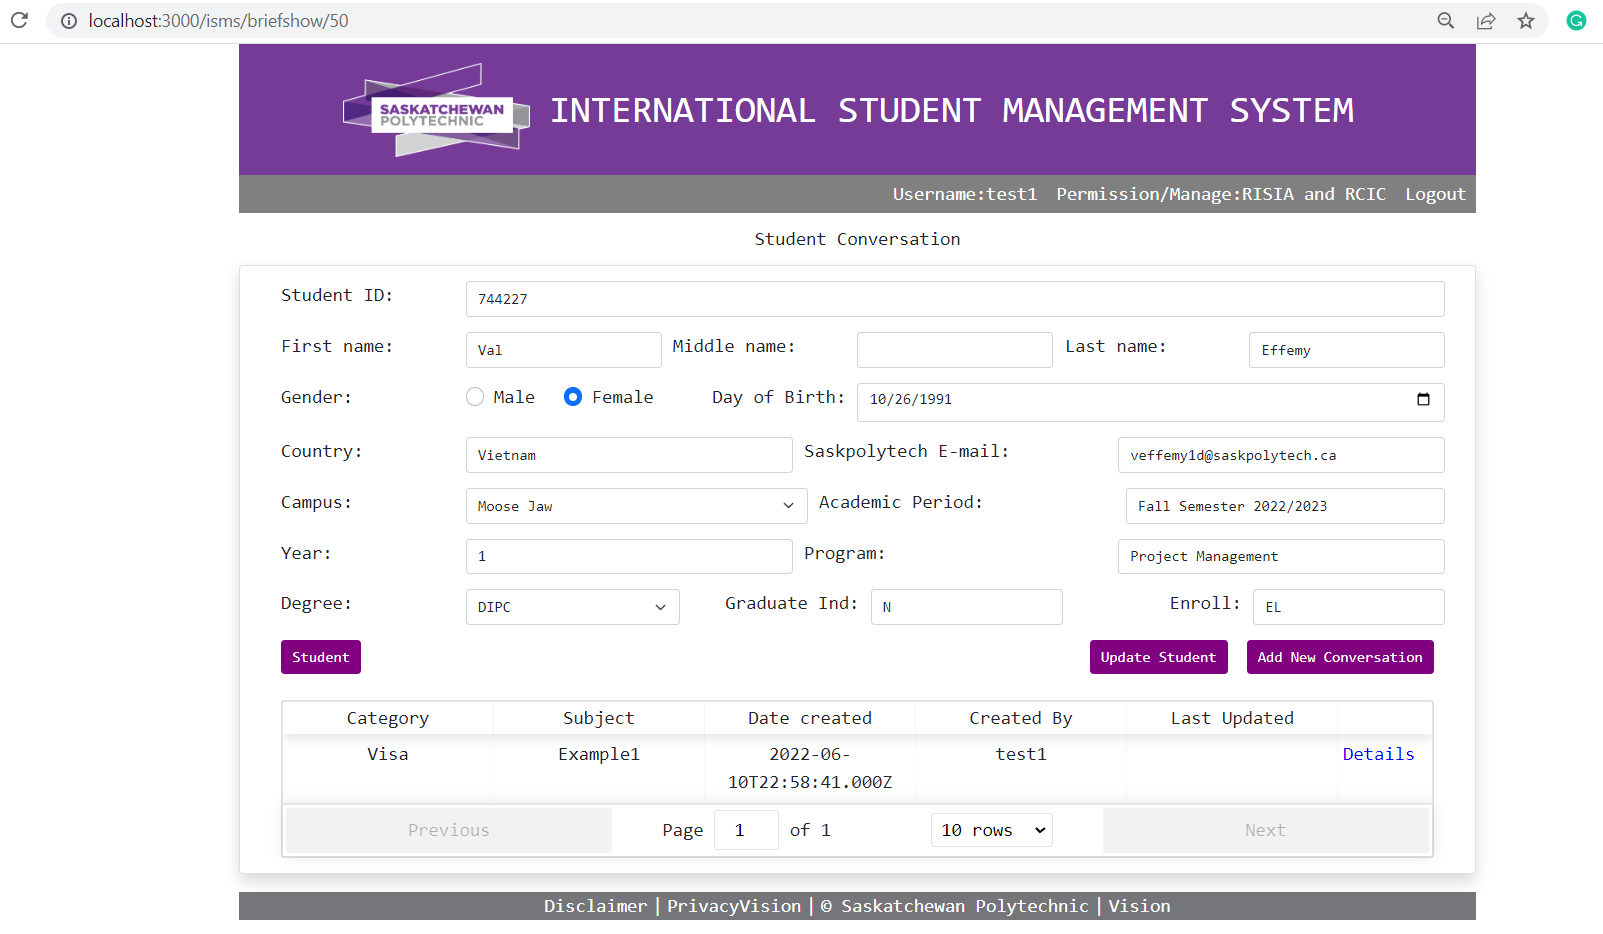 localhost:3000/isms/briefshow/50
SASKATCHEWAN
POLYTECHNIC
INTERNATIONAL STUDENT MANAGEMENT SYSTEM
Username:test1 Permission/Manage:RISIA and RCIC Logout
Student Conversation
Student ID: 744227
First name: Val Middle name: Last name: Effemy
Gender: Male Female Day of Birth: 10/26/1991
Country: Vietnam Saskpolytech E-mail: veffemy1d@saskpolytech.ca
Campus: Moose Jaw Academic Period: Fall Semester 2022/2023
Year: 1 Program: Project Management
Degree: DIPC Graduate Ind: N Enroll: EL
Student Update Student Add New Conversation
Category Subject Date created Created By Last Updated
Visa Example1 2022-06- test1 Details
10T22:58:41.000Z
Previous Page 1 of 1 10 rows Next
Disclaimer | PrivacyVision | © Saskatchewan Polytechnic | Vision